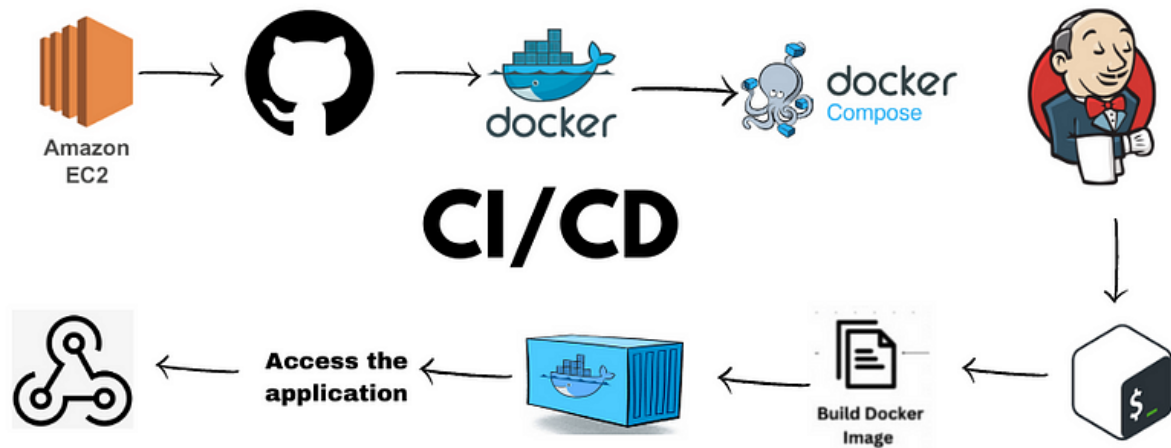 Amazon
EC2
docker
docker
Compose
CI/CD
Access the
application
Build Docker
Image
$_